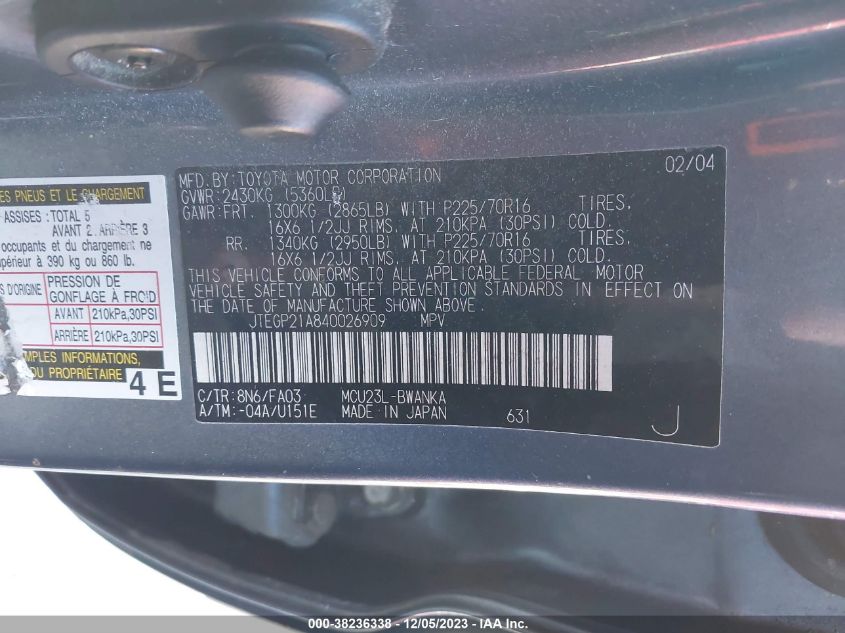 ES PNEUS ET LE CHARGEMENT
ASSISES: TOTAL 5
AVANT 2 ARRIÈRE 3
occupants et du chargement ne
upérieur à 390 kg ou 860 lb.
S D'ORIGINE PRESSION DE
GONFLAGE À FROID
AVANT 210kPa,30PSI
ARRIÈRE 210kPa,30PSI
MPLES INFORMATIONS,
DU PROPRIÉTAIRE 4 E
MFD.BY:TOYOTA MOTOR CORPORATION 02/04
GVWR:2430KG (5360LB)
GAWR:FRT. 1300KG (2865LB) WITH P225/70R16 TIRES,
16X6 1/2JJ RIMS, AT 210KPA (30PSI) COLD.
RR. 1340KG (2950LB) WITH P225/70R16 TIRES,
16X6 1/2JJ RIMS, AT 210KPA (30PSI) COLD.
THIS VEHICLE CONFORMS TO ALL APPLICABLE FEDERAL MOTOR
VEHICLE SAFETY AND THEFT PREVENTION STANDARDS IN EFFECT ON
THE DATE OF MANUFACTURE SHOWN ABOVE.
JTEGP21A840026909 MPV
C/TR:8N6/FA03 MCU23L-BWANKA
A/TM:-04A/U151E MADE IN JAPAN 631 J
000-38236338 - 12/05/2023 - IAA Inc.